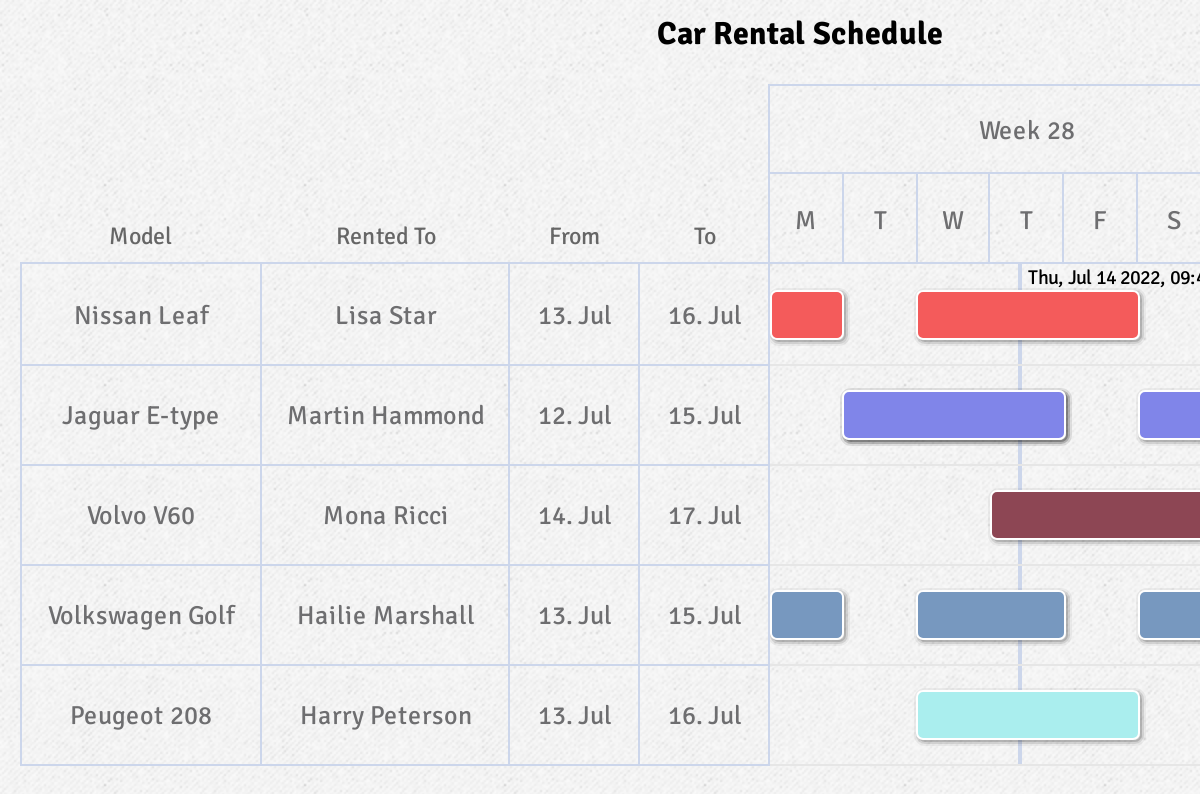 Car Rental Schedule
Week 28
M T W T F S
Model Rented To From To
Thu, Jul 14 2022, 09:4
Nissan Leaf Lisa Star 13. Jul 16. Jul
Jaguar E-type Martin Hammond 12. Jul 15. Jul
Volvo V60 Mona Ricci 14. Jul 17. Jul
Volkswagen Golf Hailie Marshall 13. Jul 15. Jul
Peugeot 208 Harry Peterson 13. Jul 16. Jul